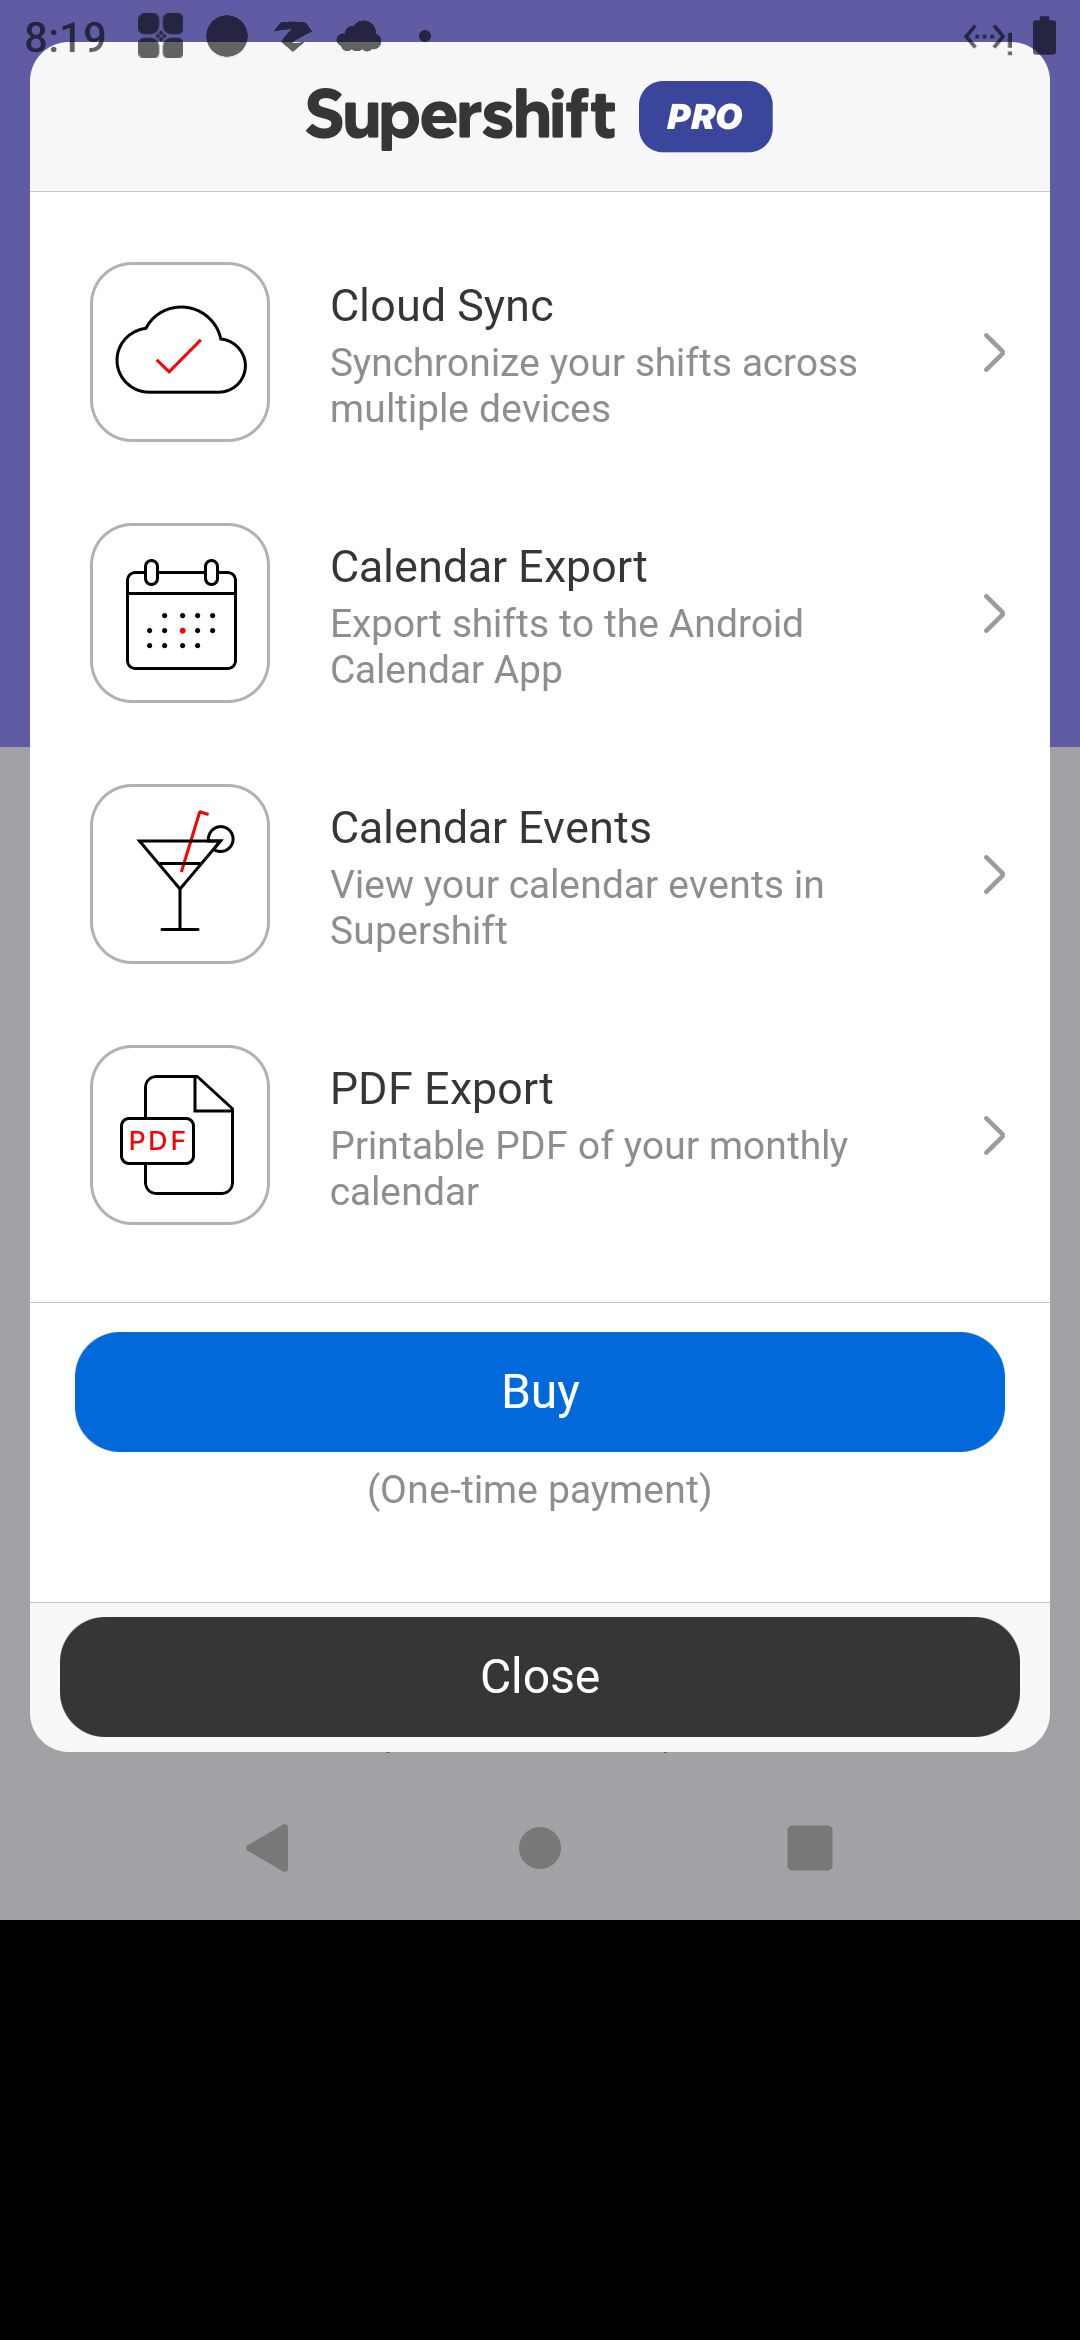 8:19
Supershift PRO
Cloud Sync
Synchronize your shifts across
multiple devices
Calendar Export
Export shifts to the Android
Calendar App
Calendar Events
View your calendar events in
Supershift
PDF
PDF Export
Printable PDF of your monthly
calendar
Buy
(One-time payment)
Close